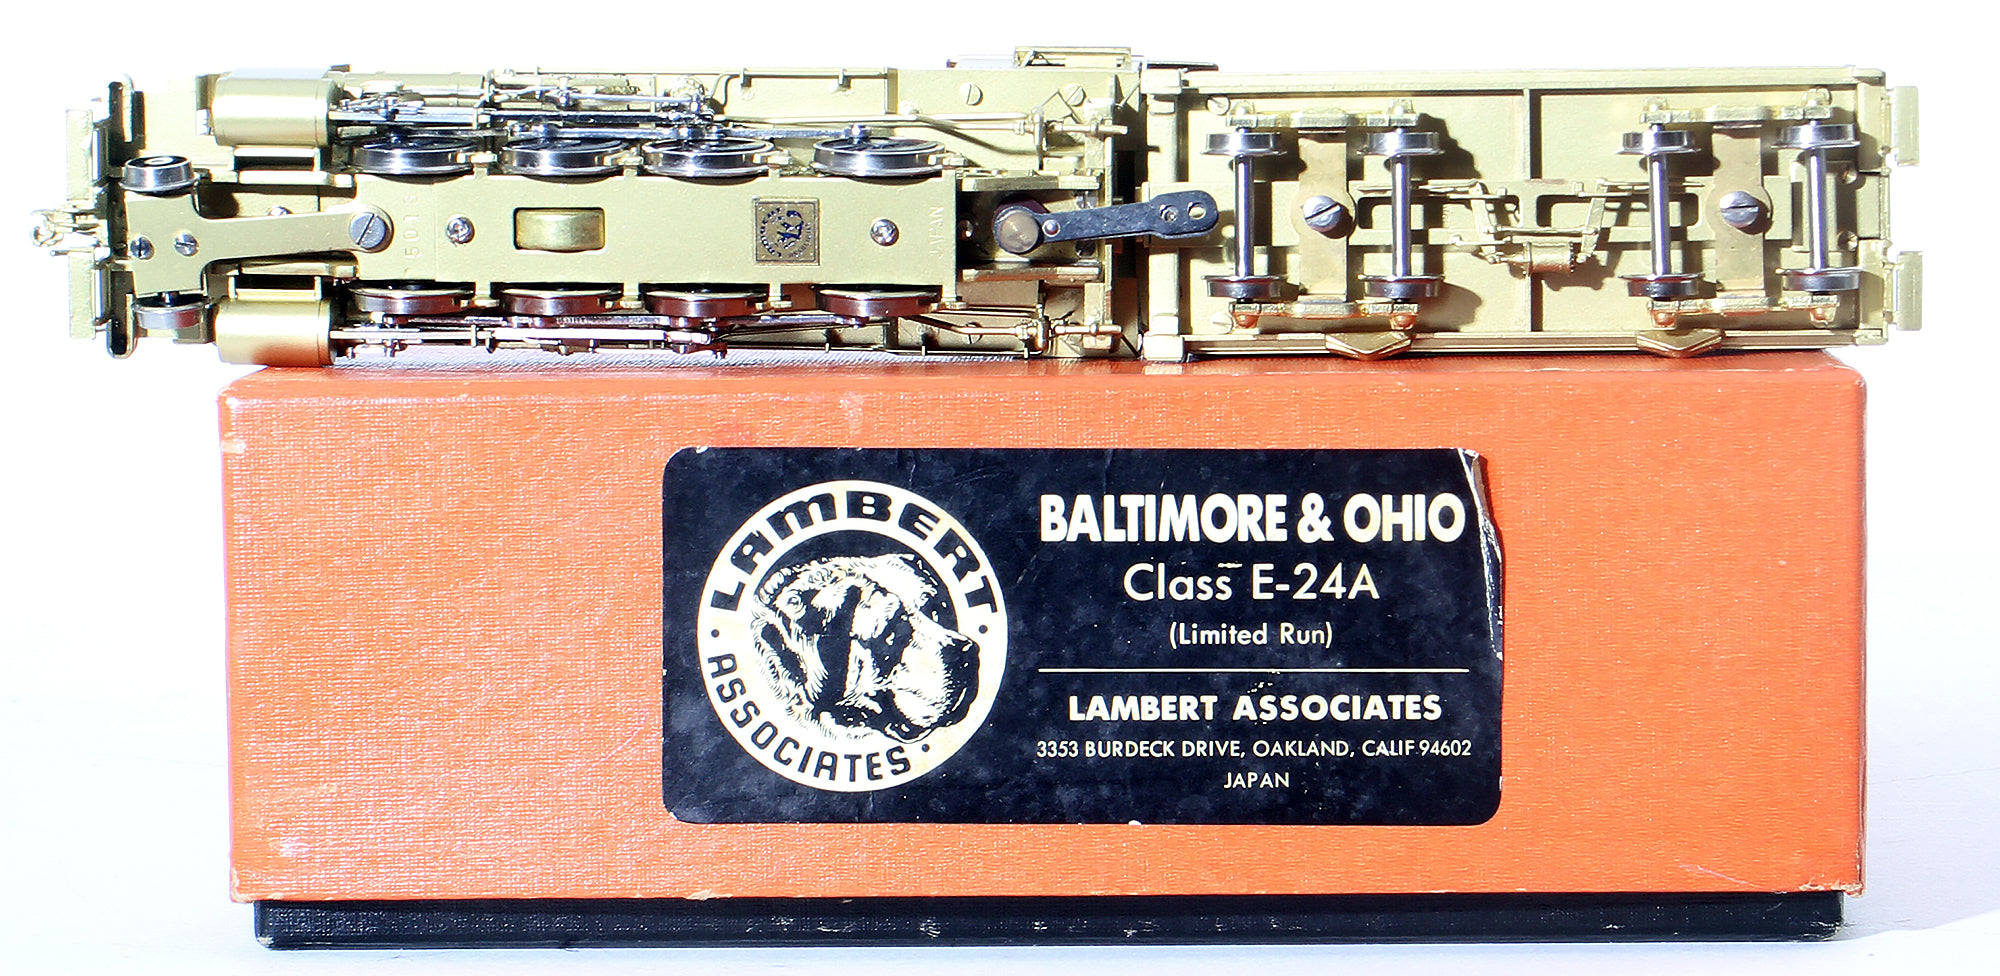 JAPAN
LAMBERT
ASSOCIATES
BALTIMORE & OHIO
Class E-24A
(Limited Run)
LAMBERT ASSOCIATES
3353 BURDECK DRIVE, OAKLAND, CALIF 94602
JAPAN